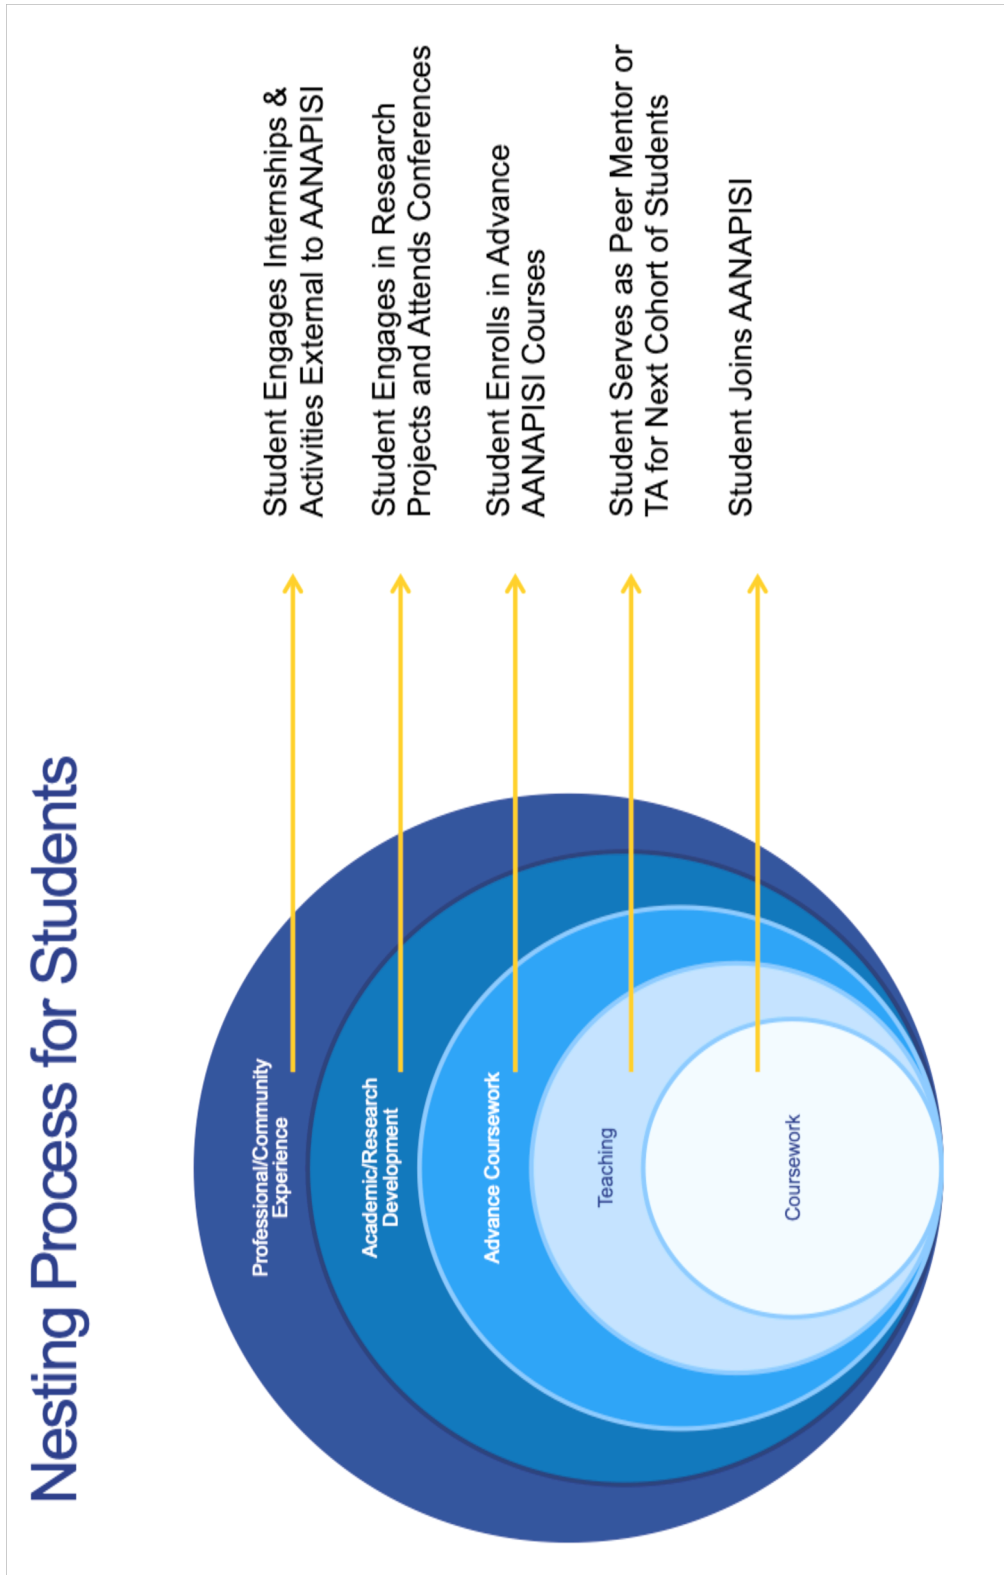 Nesting Process for Students
Professional/Community
Experience
Student Engages Internships &
Activities External to AANAPISI
Academic/Research
Development
Student Engages in Research
Projects and Attends Conferences
Advance Coursework
Student Enrolls in Advance
AANAPISI Courses
Teaching
Student Serves as Peer Mentor or
TA for Next Cohort of Students
Coursework
Student Joins AANAPISI